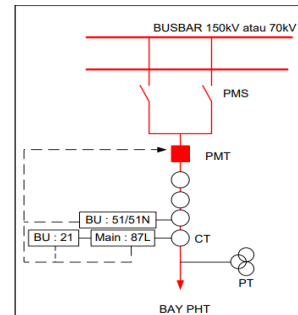 BUSBAR 150kV atau 70kV
PMS
PMT
BU : 51/51N
BU : 21
Main : 87L
CT
PT
BAY PHT